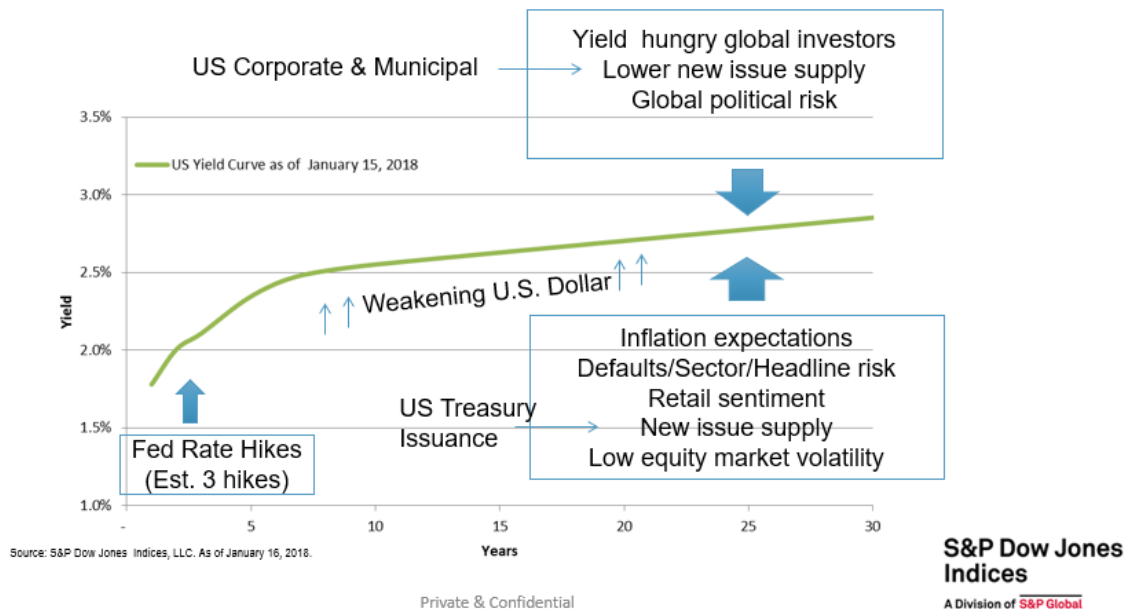 Yield hungry global investors
US Corporate & Municipal
Lower new issue supply
Global political risk
3.5%
US Yield Curve as of January 15, 2018
3.0%
2.5%
Weakening U.S. Dollar
Yield
2.0%
Inflation expectations
Defaults/Sector/Headline risk
US Treasury
Issuance
Retail sentiment
New issue supply
Low equity market volatility
1.5%
Fed Rate Hikes
(Est. 3 hikes)
1.0%
- 5 10 15 20 25 30
Years
Source: S&P Dow Jones Indices, LLC. As of January 16, 2018.
S&P Dow Jones
Indices
A Division of S&P Global
Private & Confidential